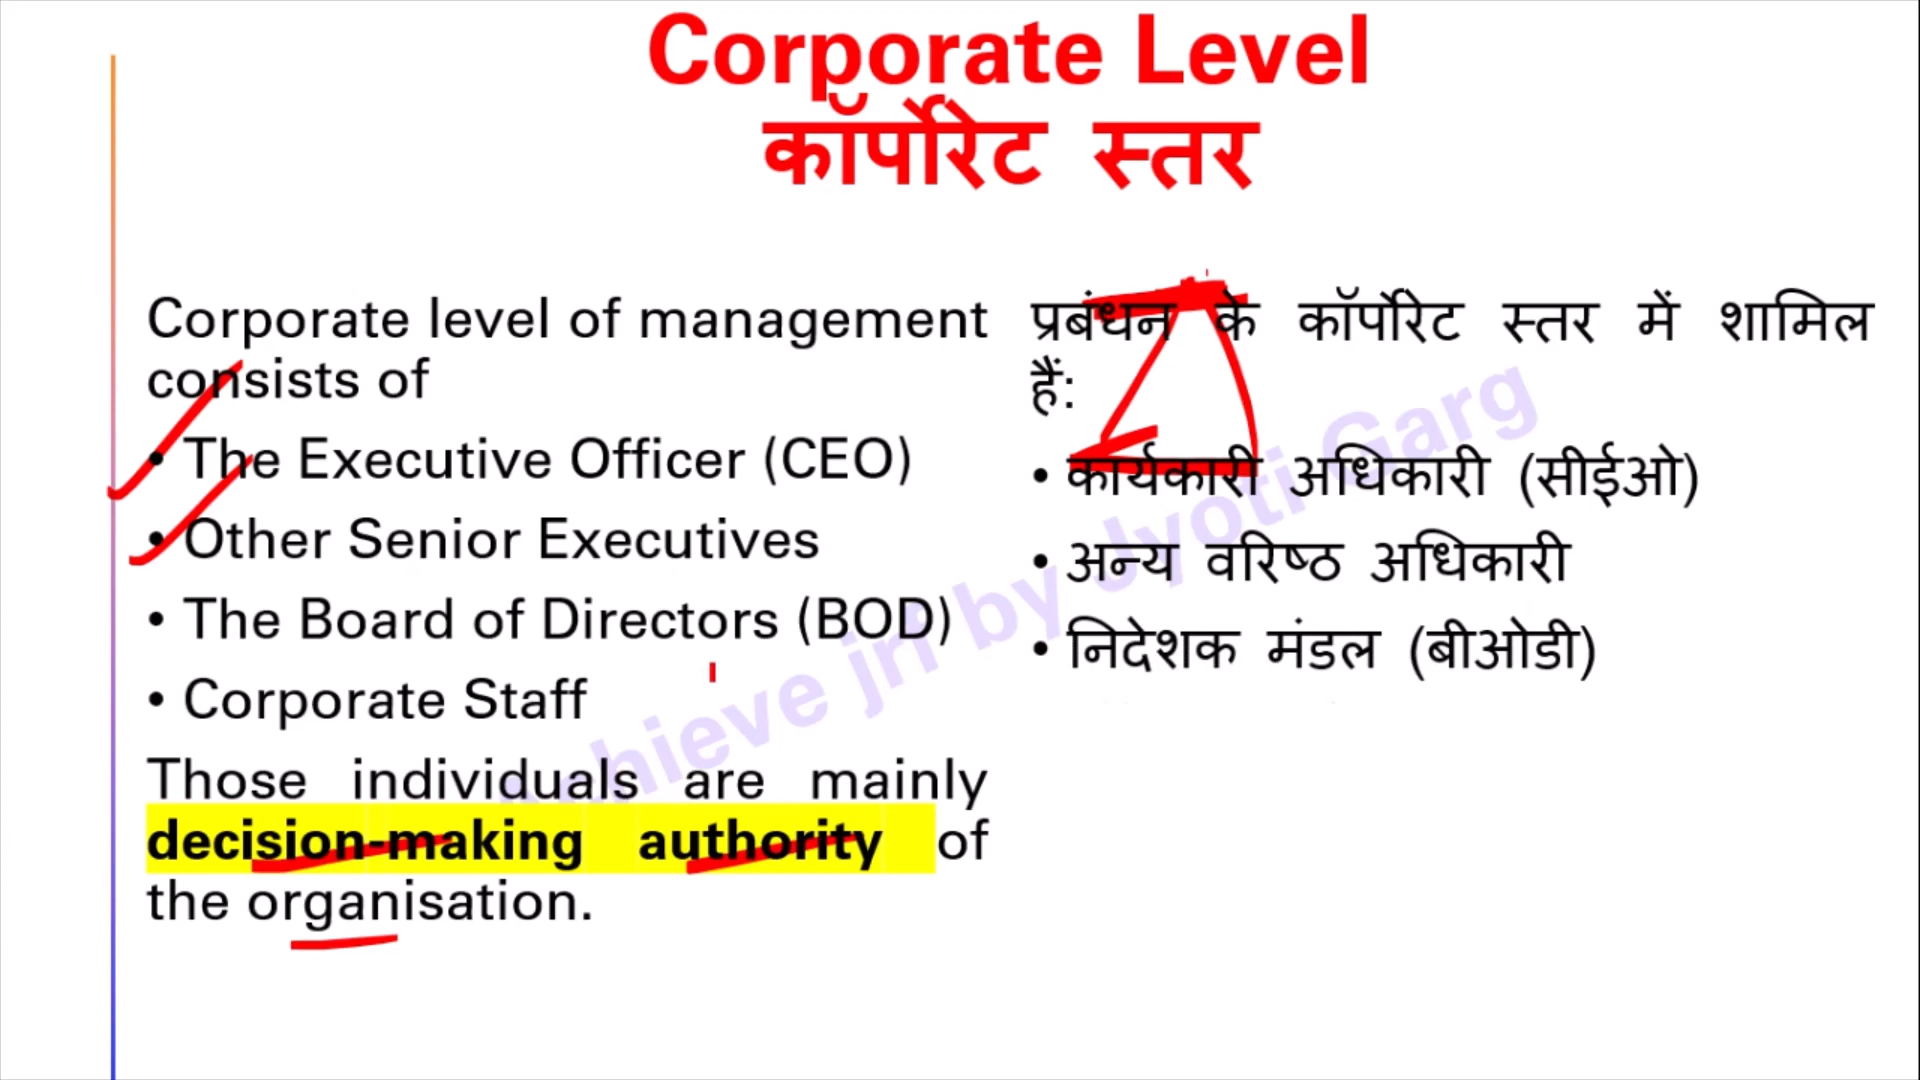 Corporate Level
कॉर्पोरेट स्तर
Corporate level of management
consists of
• The Executive Officer (CEO)
• Other Senior Executives
• The Board of Directors (BOD)
• Corporate Staff
Those individuals are mainly
decision-making authority of
the organisation.
प्रबंधन के कॉर्पोरेट स्तर में शामिल
हैं:
• कार्यकारी अधिकारी (सीईओ)
• अन्य वरिष्ठ अधिकारी
• निदेशक मंडल (बीओडी)
Achieve jrf by Jyoti Garg